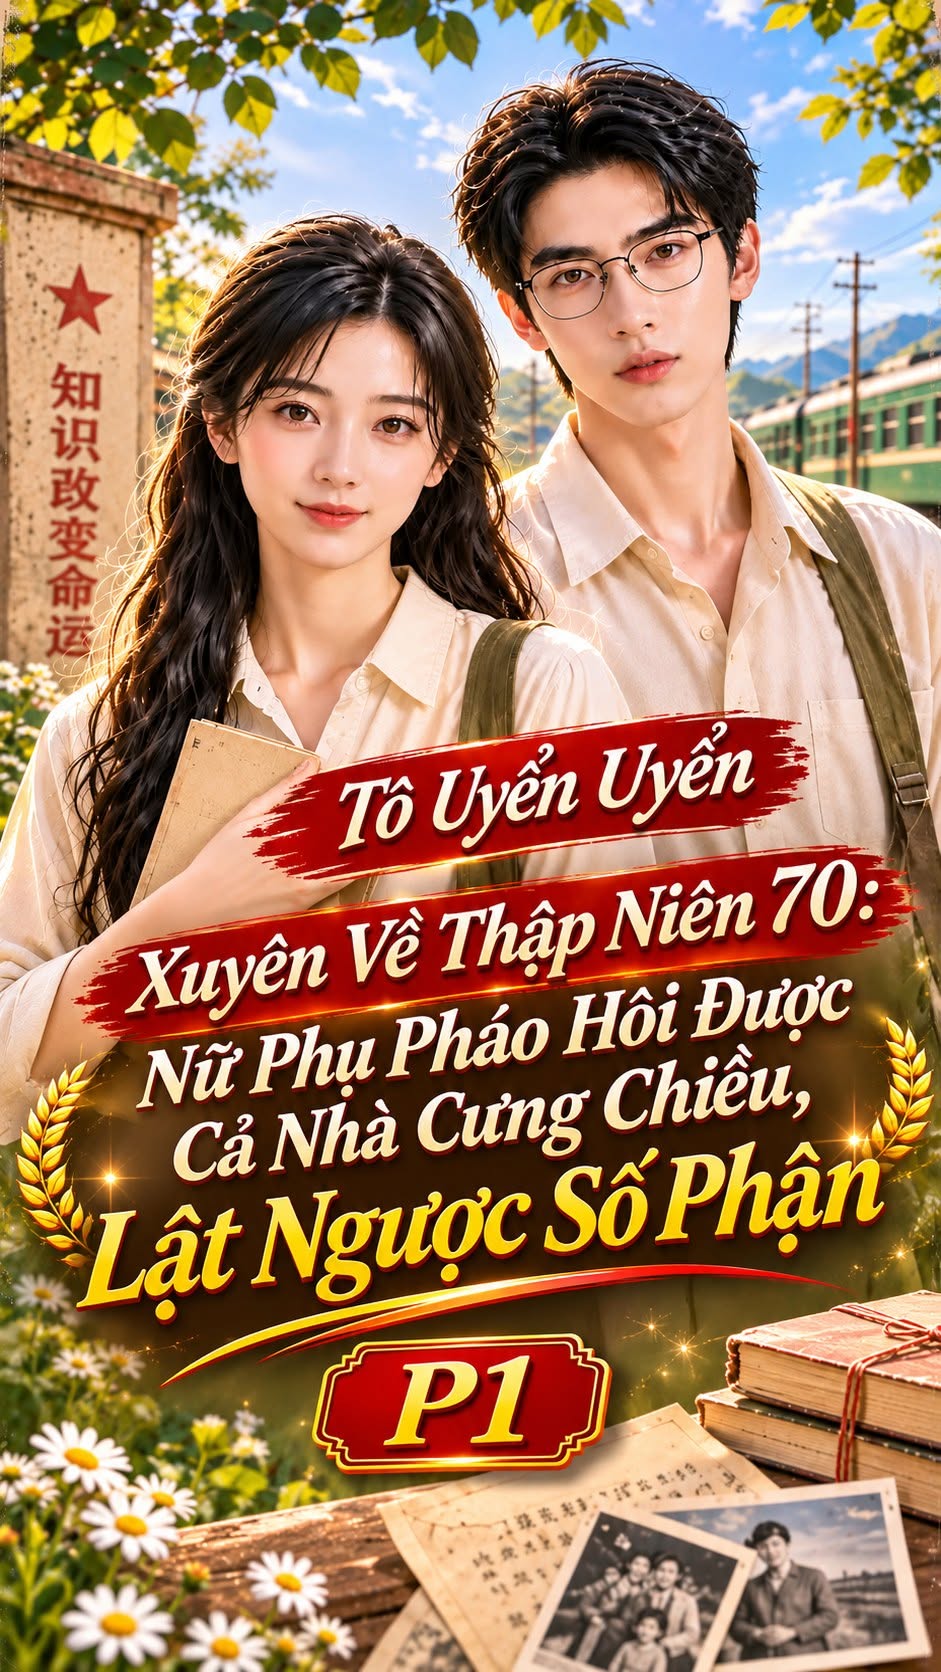 知识改变命运
Tô Uyển Uyển
Xuyên Về Thập Niên 70:
Nữ Phụ Pháo Hôi Được
Cả Nhà Cưng Chiều,
Lật Ngược Số Phận
P1